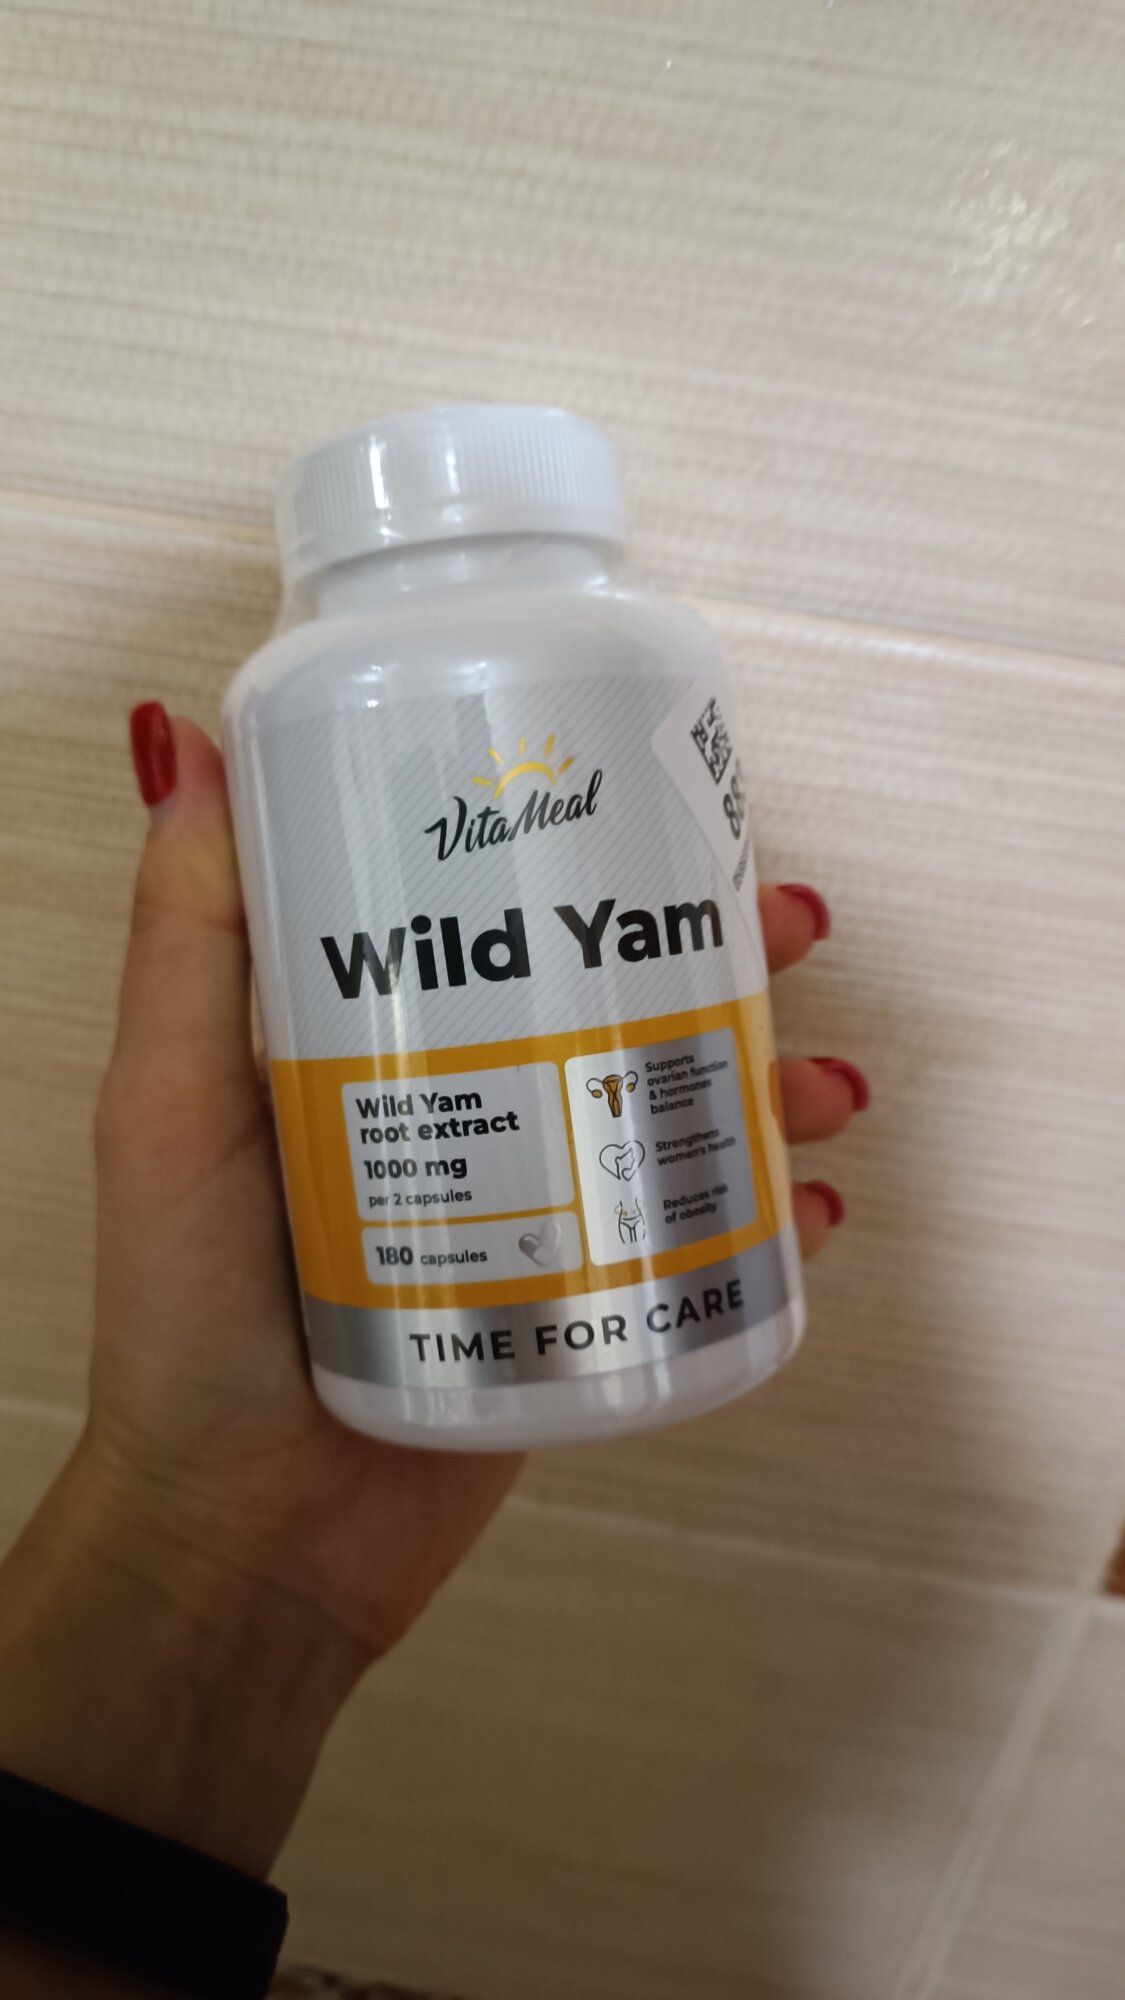 VitaMeal
Wild Yam
Wild Yam
root extract
1000 mg
per 2 capsules
180 capsules
Supports
ovarian function
& hormones
balance
Strengthens
women's health
Reduces risk
of obesity
TIME FOR CARE